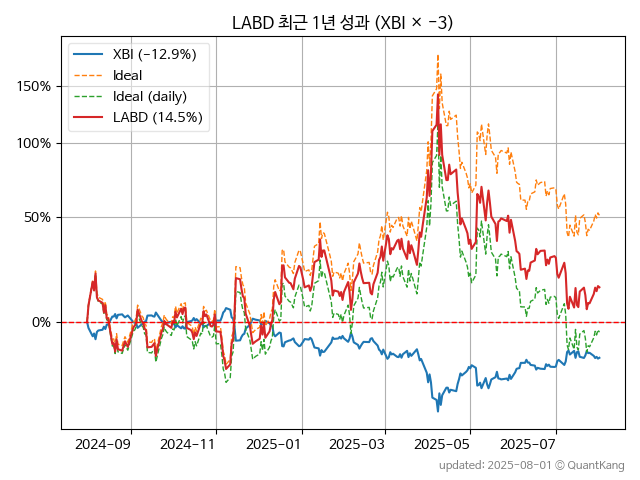 LABD 최근 1년 성과 (XBI × -3)
XBI (-12.9%)
Ideal
Ideal (daily)
LABD (14.5%)
150%
100%
50%
0%
2024-09 2024-11 2025-01 2025-03 2025-05 2025-07
updated: 2025-08-01 © QuantKang